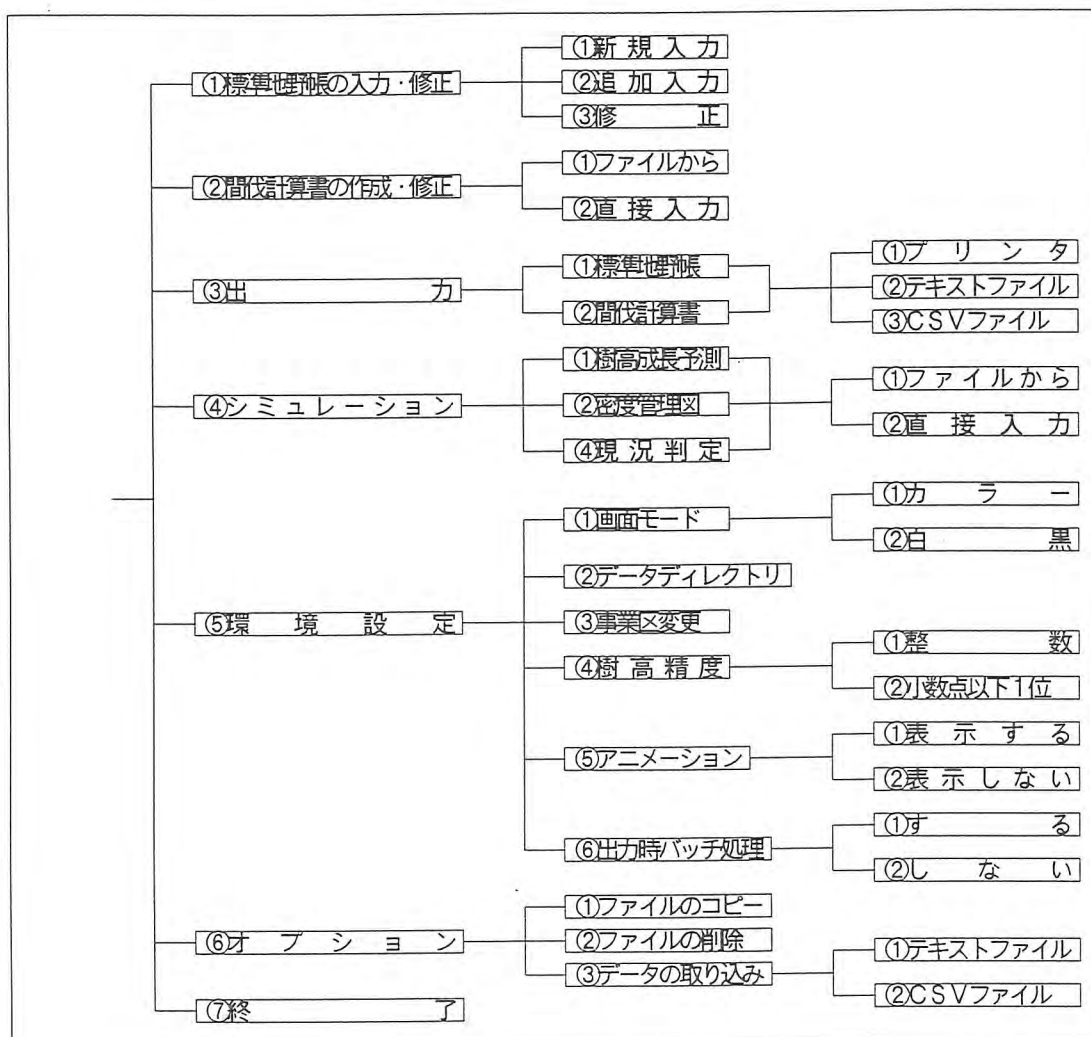 ①標準地野帳の入力・修正
①新規入力
②追加入力
③修正
②間伐計算書の作成・修正
①ファイルから
②直接入力
③出力
①標準地野帳
②間伐計算書
①プリンタ
②テキストファイル
③CSVファイル
④シミュレーション
①樹高成長予測
②密度管理図
④現況判定
①ファイルから
②直接入力
⑤環境設定
①画面モード
①カラー
②白黒
②データディレクトリ
③事業区変更
④樹高精度
①整数
②小数点以下1位
⑤アニメーション
①表示する
②表示しない
⑥出力時バッチ処理
①する
②しない
⑥オプション
①ファイルのコピー
②ファイルの削除
③データの取り込み
①テキストファイル
②CSVファイル
⑦終了